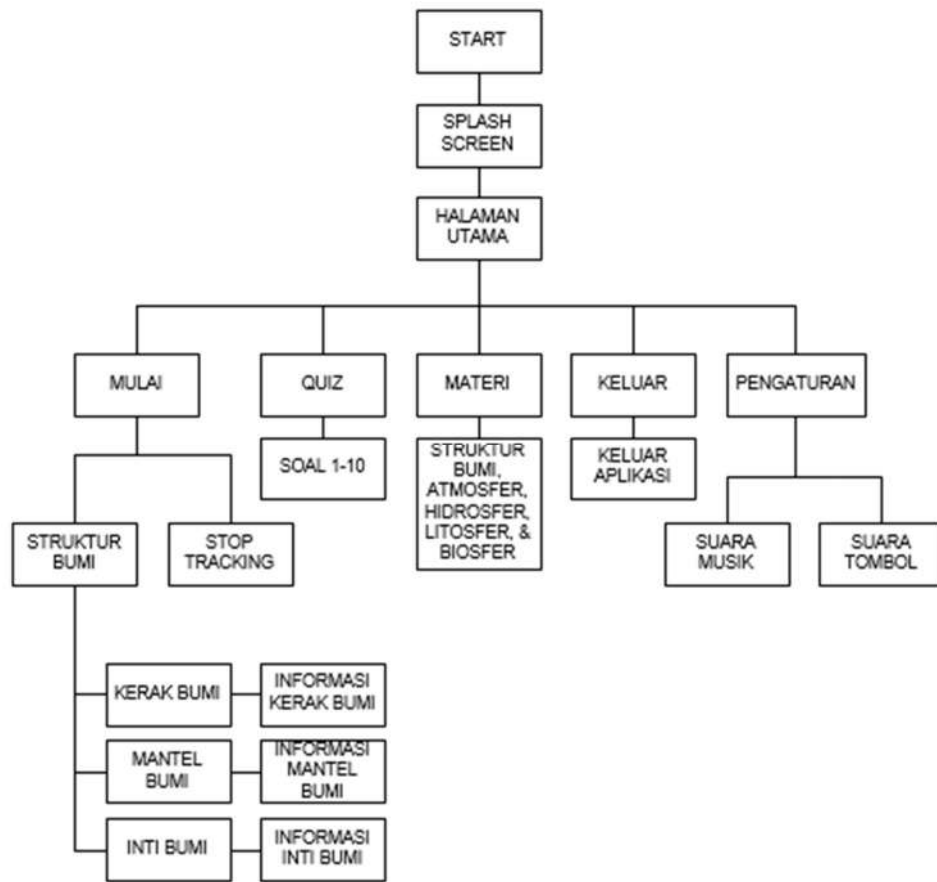 START
SPLASH
SCREEN
HALAMAN
UTAMA
MULAI
QUIZ
MATERI
KELUAR
PENGATURAN
SOAL 1-10
STRUKTUR
BUMI,
ATMOSFER,
HIDROSFER,
LITOSFER, &
BIOSFER
KELUAR
APLIKASI
STRUKTUR
BUMI
STOP
TRACKING
SUARA
MUSIK
SUARA
TOMBOL
KERAK BUMI
INFORMASI
KERAK BUMI
MANTEL
BUMI
INFORMASI
MANTEL
BUMI
INTI BUMI
INFORMASI
INTI BUMI